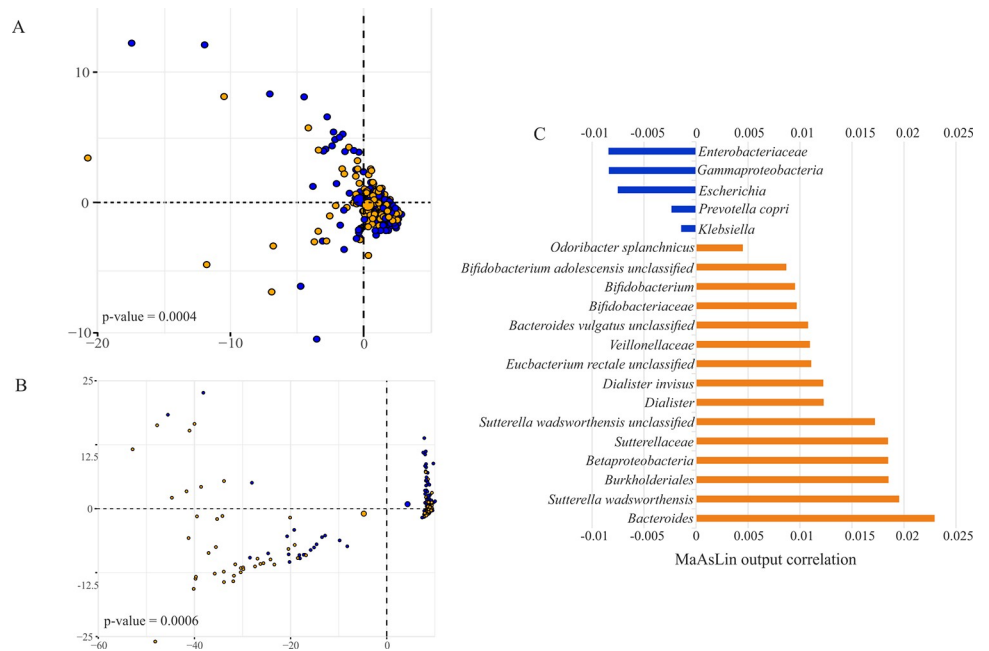 A
10
0
−10
−20
−10
0
p-value = 0.0004
B
25
12.5
0
-12.5
−25
−60
−40
−20
0
p-value = 0.0006
C
-0.01 -0.005 0 0.005 0.01 0.015 0.02 0.025
Enterobacteriaceae
Gammaproteobacteria
Escherichia
Prevotella copri
Klebsiella
Odoribacter splanchnicus
Bifidobacterium adolescensis unclassified
Bifidobacterium
Bifidobacteriaceae
Bacteroides vulgatus unclassified
Veillonellaceae
Eucbacterium rectale unclassified
Dialister invisus
Dialister
Sutterella wadsworthensis unclassified
Sutterellaceae
Betaproteobacteria
Burkholderiales
Sutterella wadsworthensis
Bacteroides
-0.01 -0.005 0 0.005 0.01 0.015 0.02 0.025
MaAsLin output correlation